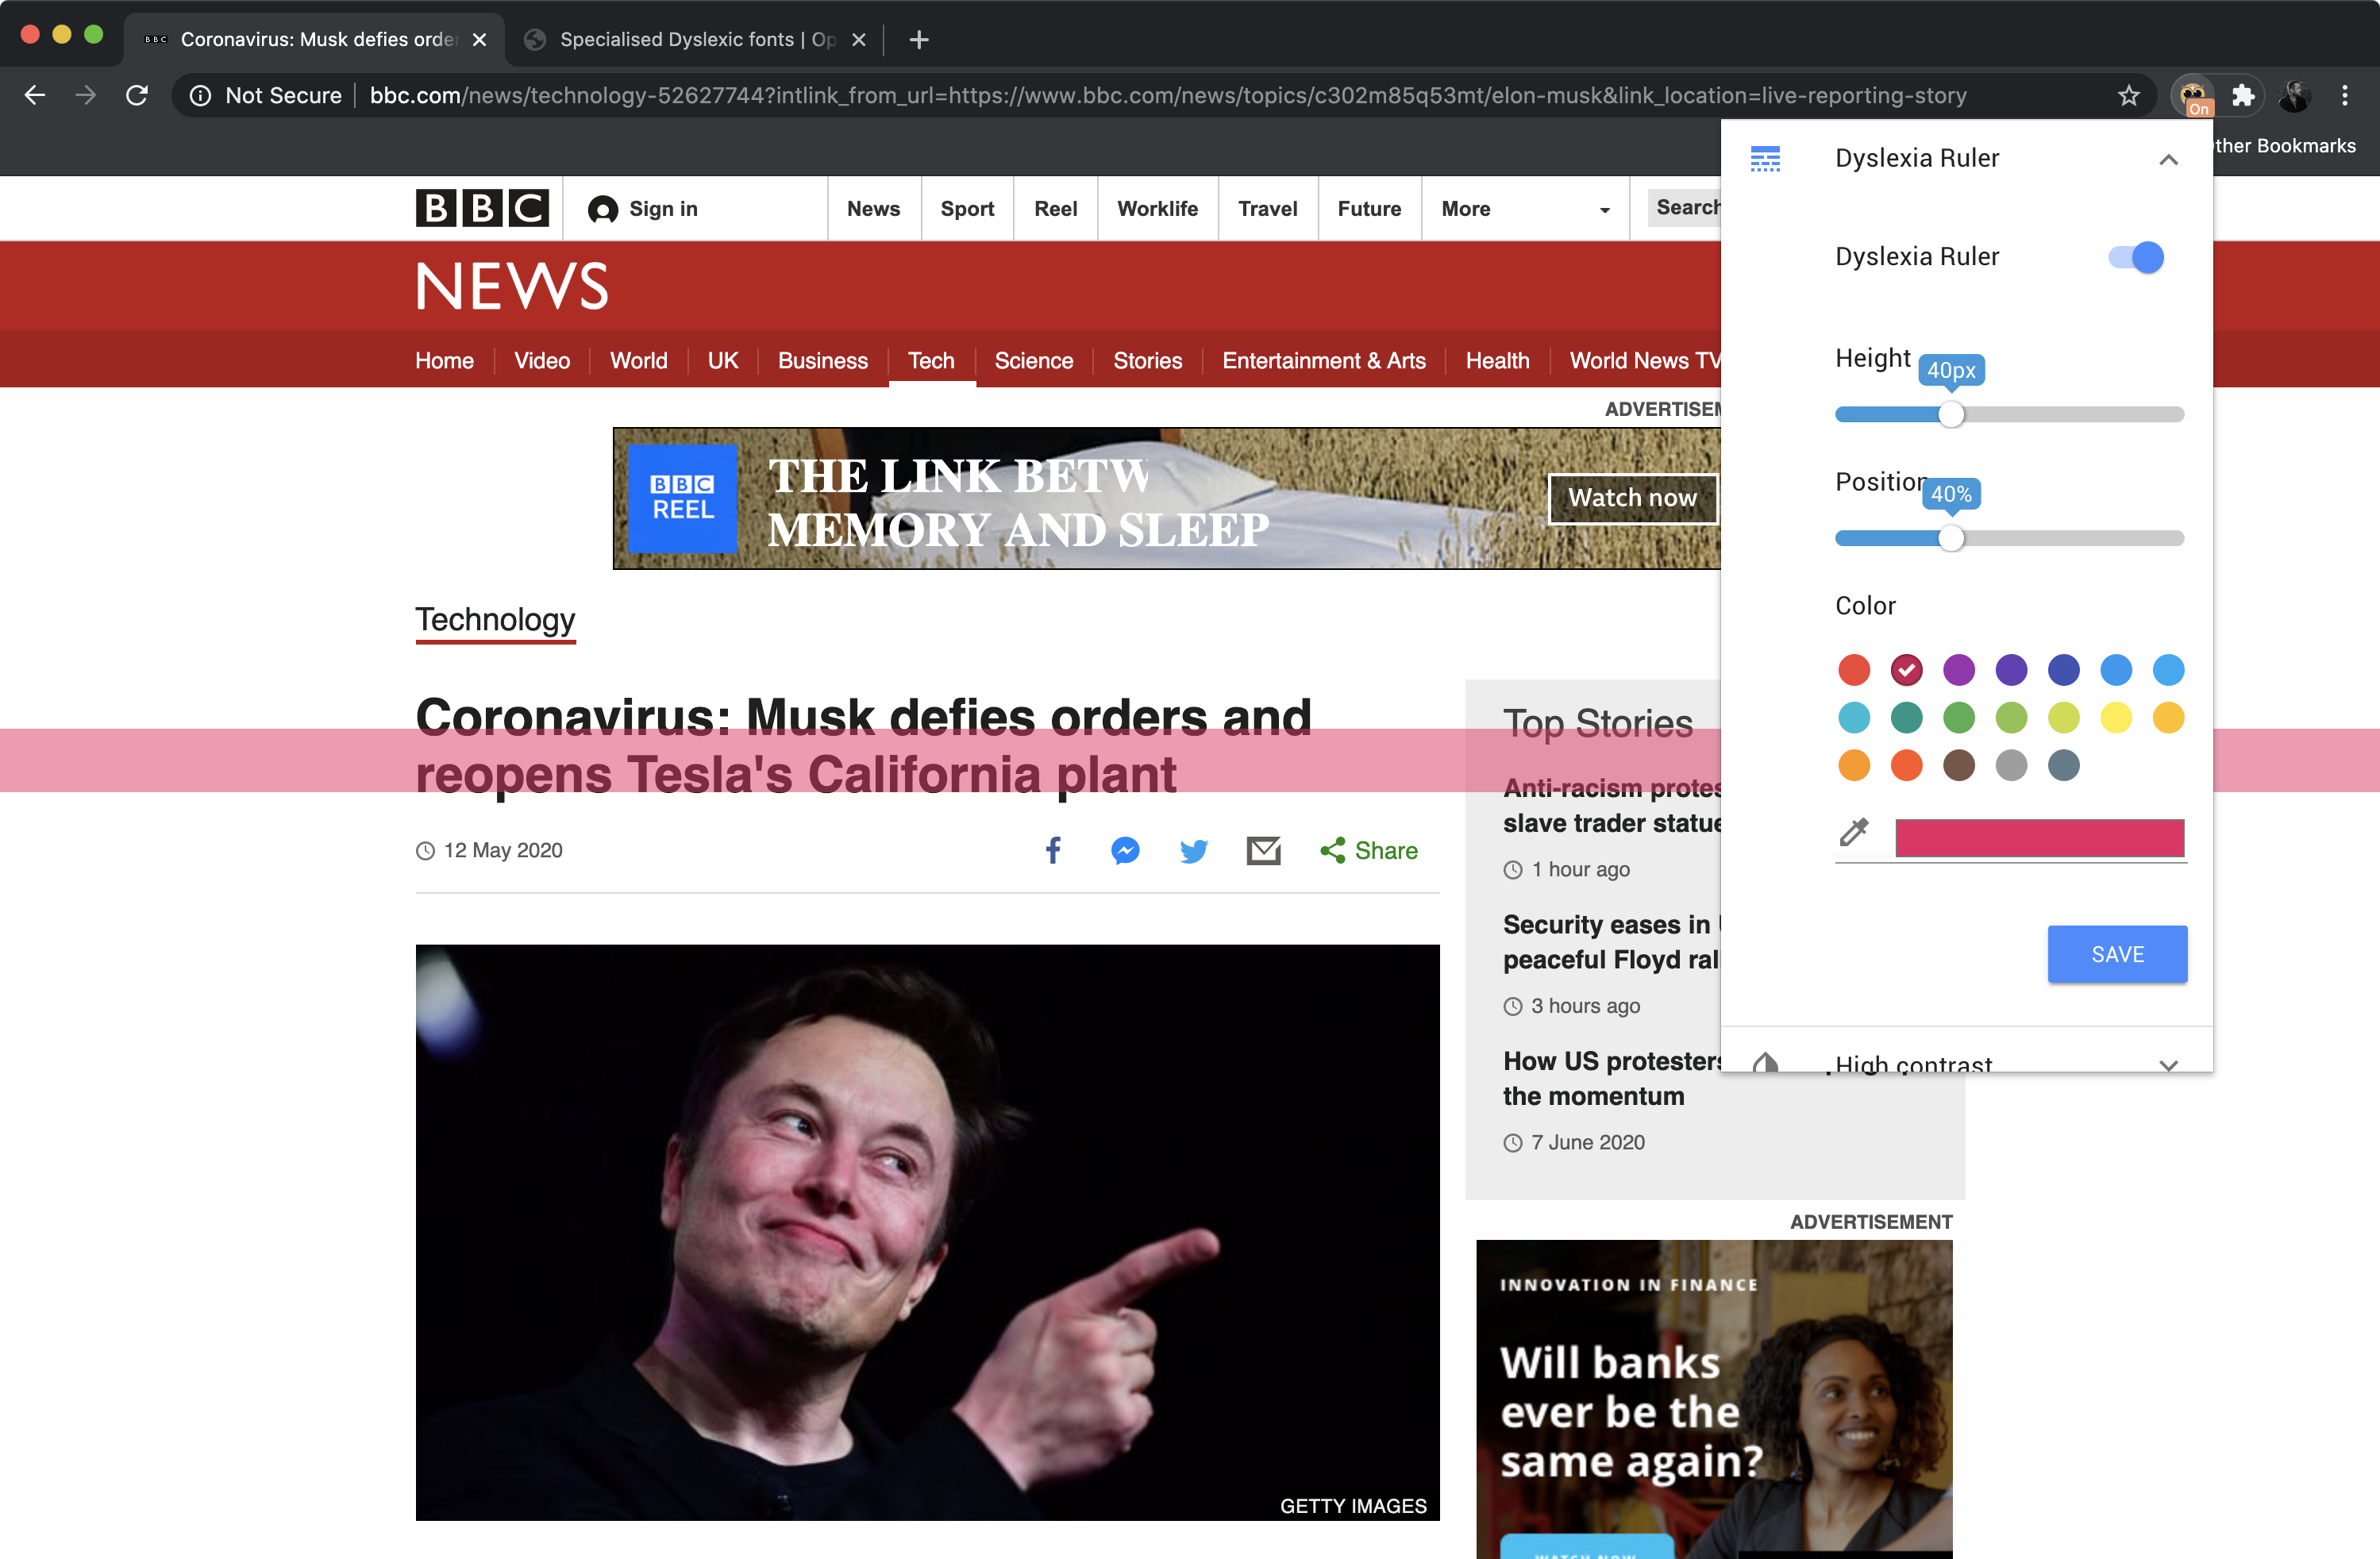 BBC Coronavirus: Musk defies orde
Specialised Dyslexic fonts | Op
Not Secure
bbc.com/news/technology-52627744?intlink_from_url=https://www.bbc.com/news/topics/c302m85q53mt/elon-musk&link_location=live-reporting-story
On
ther Bookmarks
BBC
Sign in
News
Sport
Reel
Worklife
Travel
Future
More
Search
NEWS
Home
Video
World
UK
Business
Tech
Science
Stories
Entertainment & Arts
Health
World News TV
ADVERTISEM
BBC
REEL
THE LINK BETW
MEMORY AND SLEEP
Watch now
Technology
Coronavirus: Musk defies orders and
reopens Tesla's California plant
12 May 2020
Share
GETTY IMAGES
Top Stories
Anti-racism protes
slave trader statue
1 hour ago
Security eases in
peaceful Floyd ral
3 hours ago
How US protesters
the momentum
7 June 2020
ADVERTISEMENT
INNOVATION IN FINANCE
Will banks
ever be the
same again?
WATCH NOW
Dyslexia Ruler
Dyslexia Ruler
Height
40px
Position
40%
Color
SAVE
High contrast